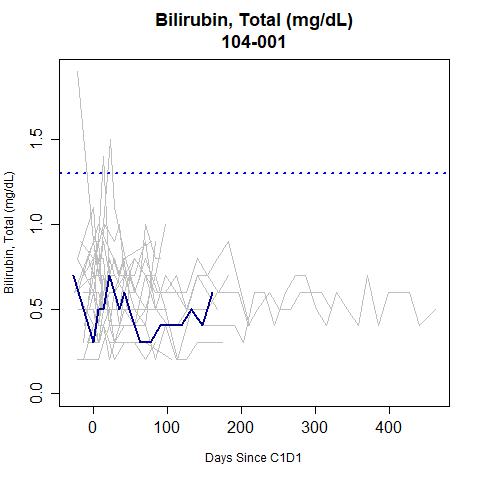 Bilirubin, Total (mg/dL)
104-001
Bilirubin, Total (mg/dL)
1.5
1.0
0.5
0.0
0 100 200 300 400
Days Since C1D1